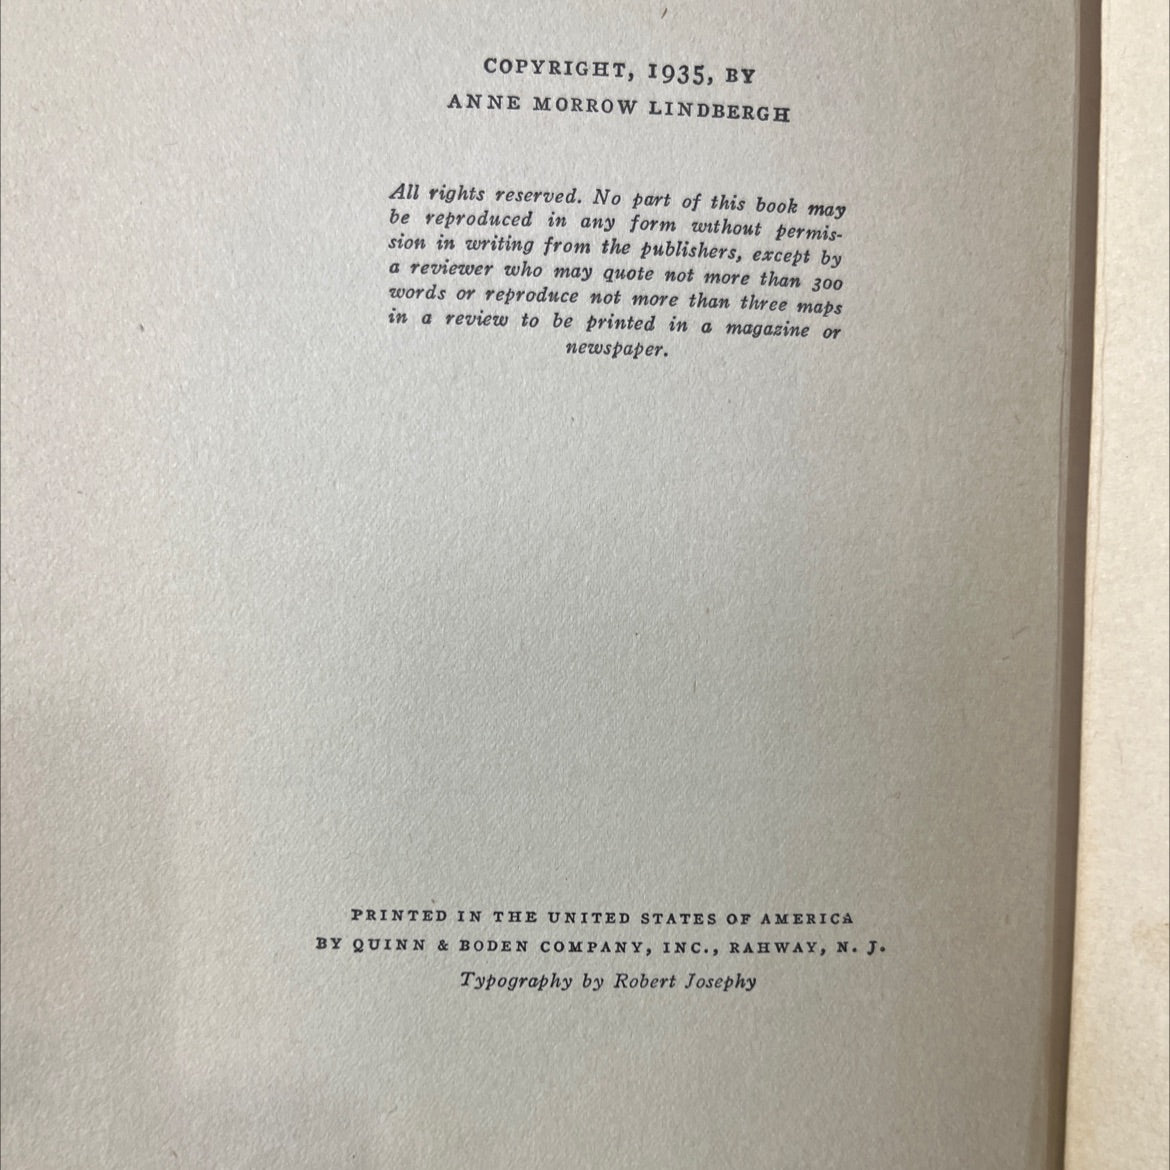 COPYRIGHT, 1935, BY
ANNE MORROW LINDBERGH
All rights reserved. No part of this book may
be reproduced in any form without permis-
sion in writing from the publishers, except by
a reviewer who may quote not more than 300
words or reproduce not more than three maps
in a review to be printed in a magazine or
newspaper.
PRINTED IN THE UNITED STATES OF AMERICA
BY QUINN & BODEN COMPANY, INC., RAHWAY, N. J.
Typography by Robert Josephy